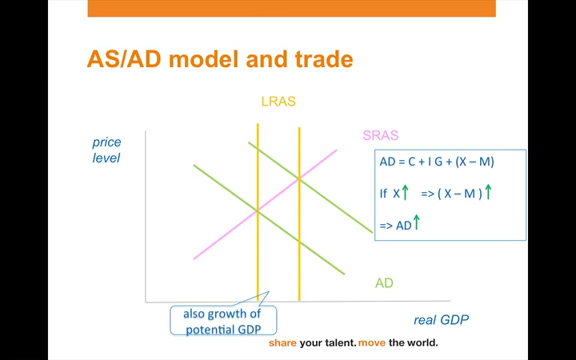 AS/AD model and trade
LRAS
price
level
SRAS
AD = C + I G + (X – M)
If X => ( X – M )
=> AD
AD
also growth of
potential GDP
real GDP
share your talent. move the world.